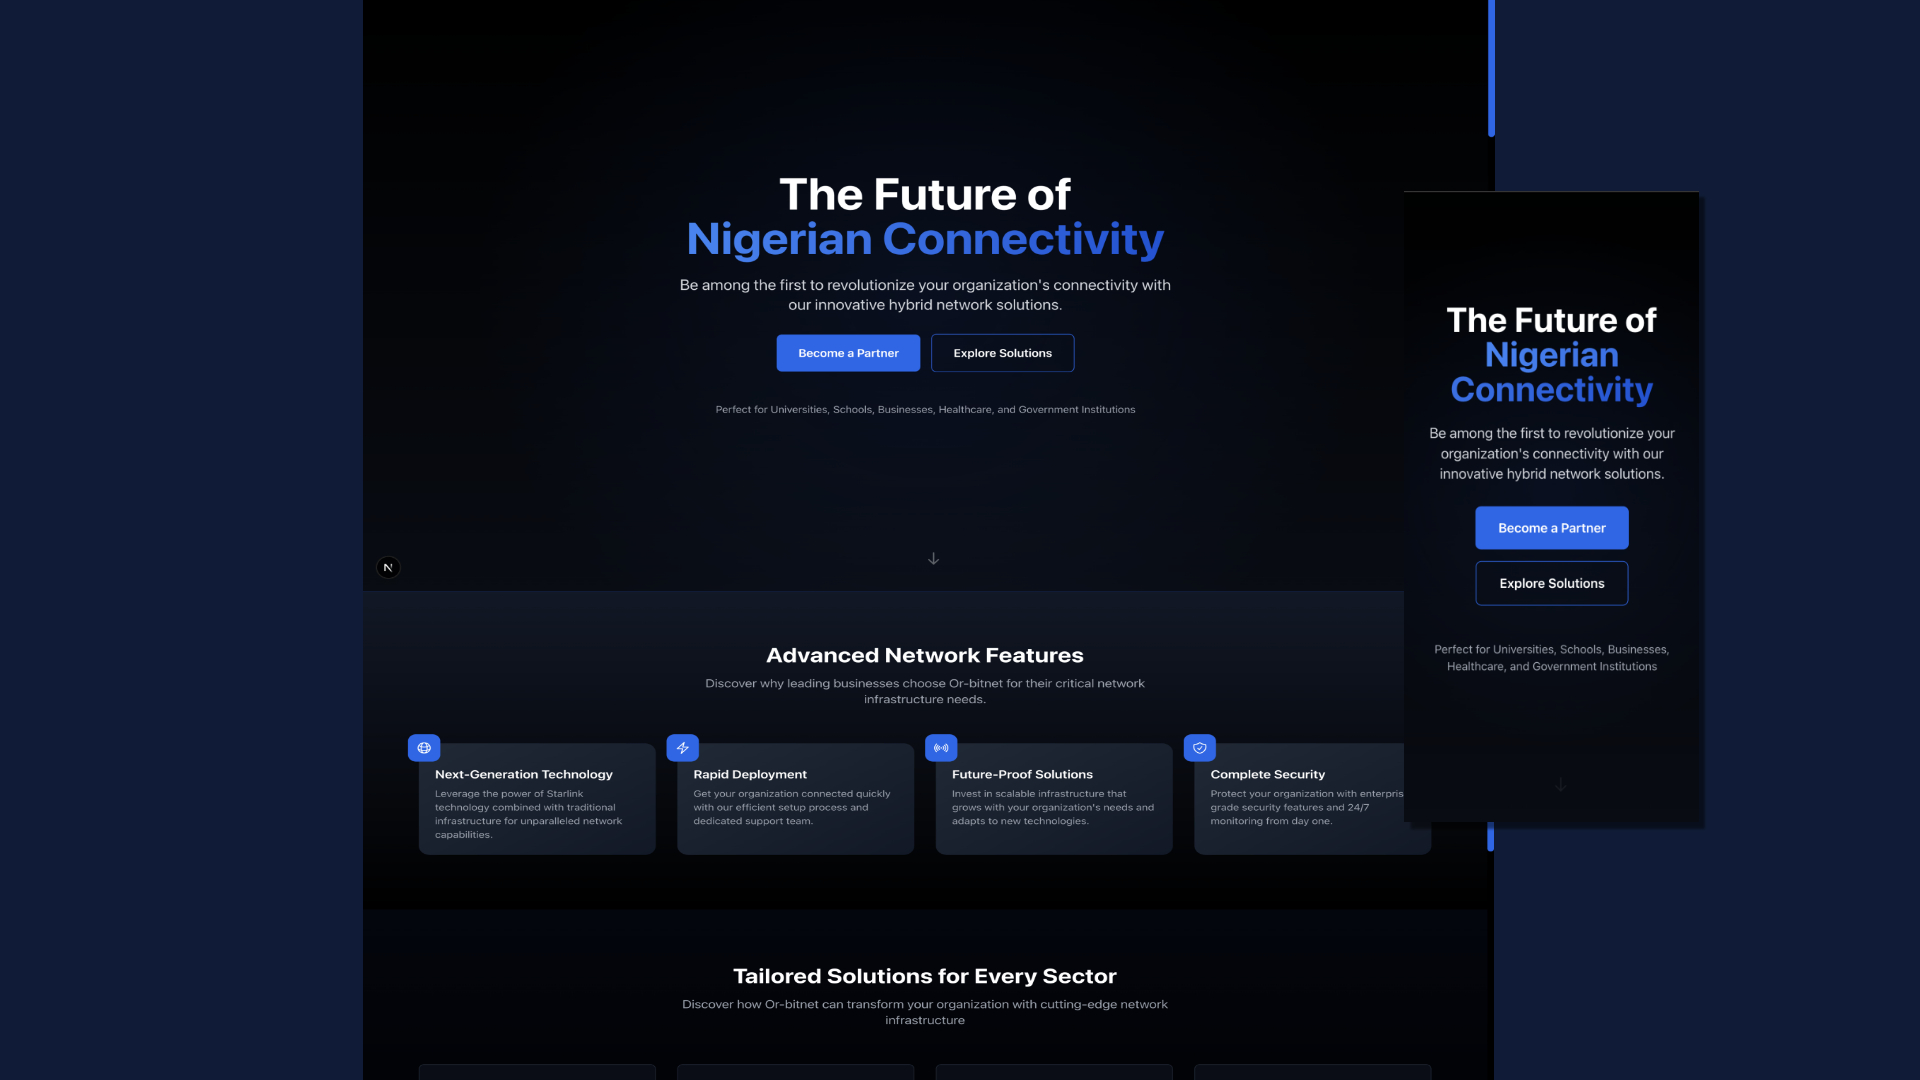 The Future of
Nigerian Connectivity
Be among the first to revolutionize your organization's connectivity with
our innovative hybrid network solutions.
Become a Partner
Explore Solutions
Perfect for Universities, Schools, Businesses, Healthcare, and Government Institutions
N
Advanced Network Features
Discover why leading businesses choose Or-bitnet for their critical network
infrastructure needs.
Next-Generation Technology
Leverage the power of Starlink
technology combined with traditional
infrastructure for unparalleled network
capabilities.
Rapid Deployment
Get your organization connected quickly
with our efficient setup process and
dedicated support team.
Future-Proof Solutions
Invest in scalable infrastructure that
grows with your organization's needs and
adapts to new technologies.
Complete Security
Protect your organization with enterpris
grade security features and 24/7
monitoring from day one.
Tailored Solutions for Every Sector
Discover how Or-bitnet can transform your organization with cutting-edge network
infrastructure
The Future of
Nigerian
Connectivity
Be among the first to revolutionize your
organization's connectivity with our
innovative hybrid network solutions.
Become a Partner
Explore Solutions
Perfect for Universities, Schools, Businesses,
Healthcare, and Government Institutions